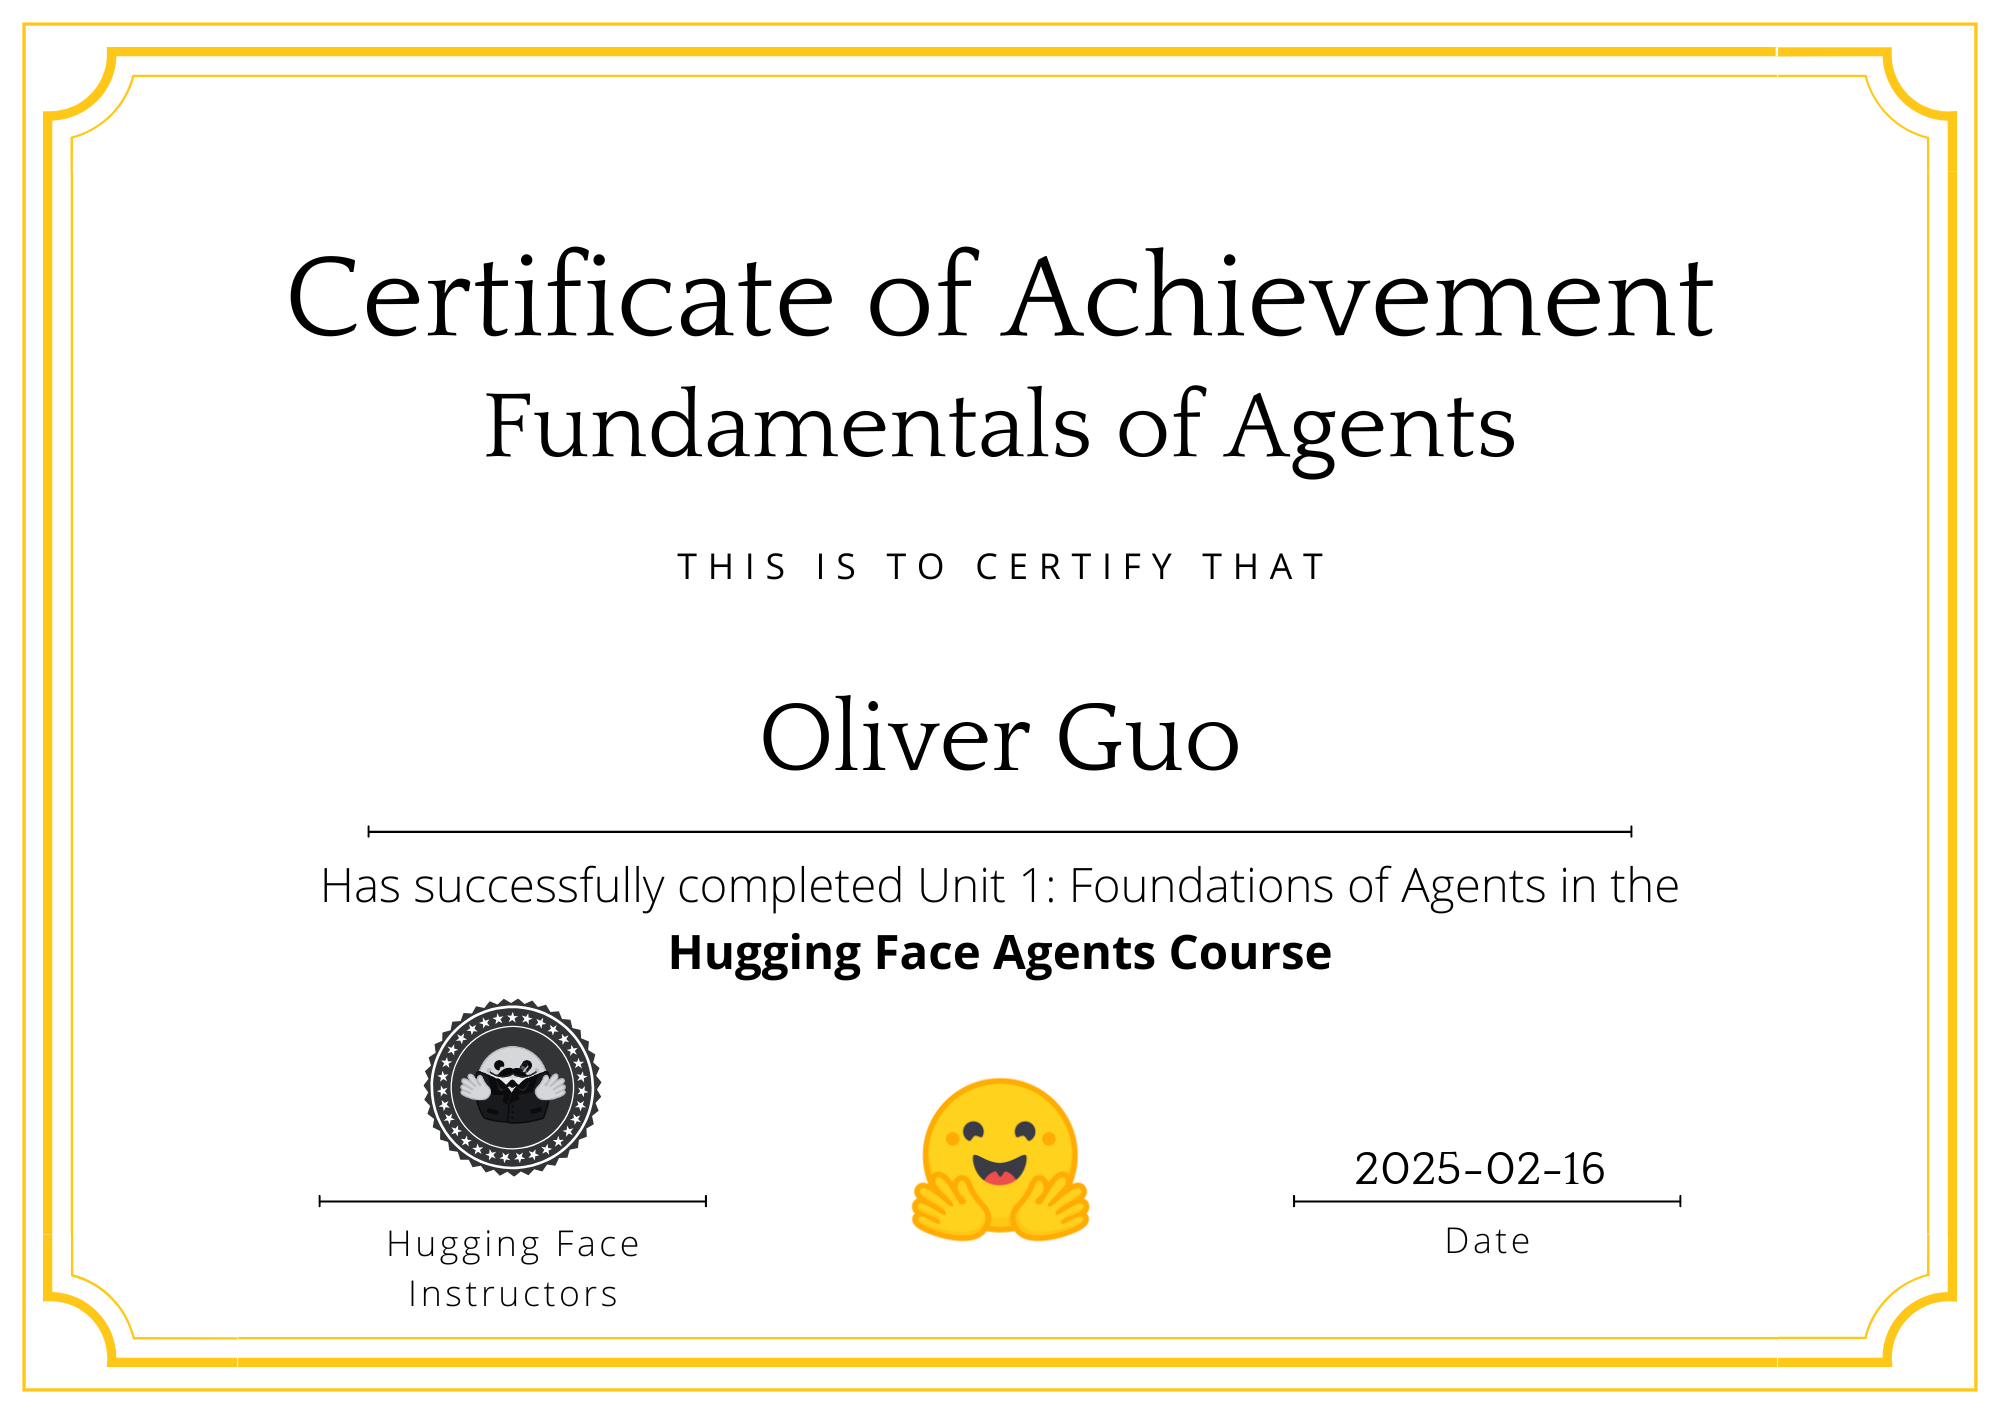 Certificate of Achievement
Fundamentals of Agents
THIS IS TO CERTIFY THAT
Oliver Guo
Has successfully completed Unit 1: Foundations of Agents in the
Hugging Face Agents Course
2025-02-16
Hugging Face
Instructors
Date